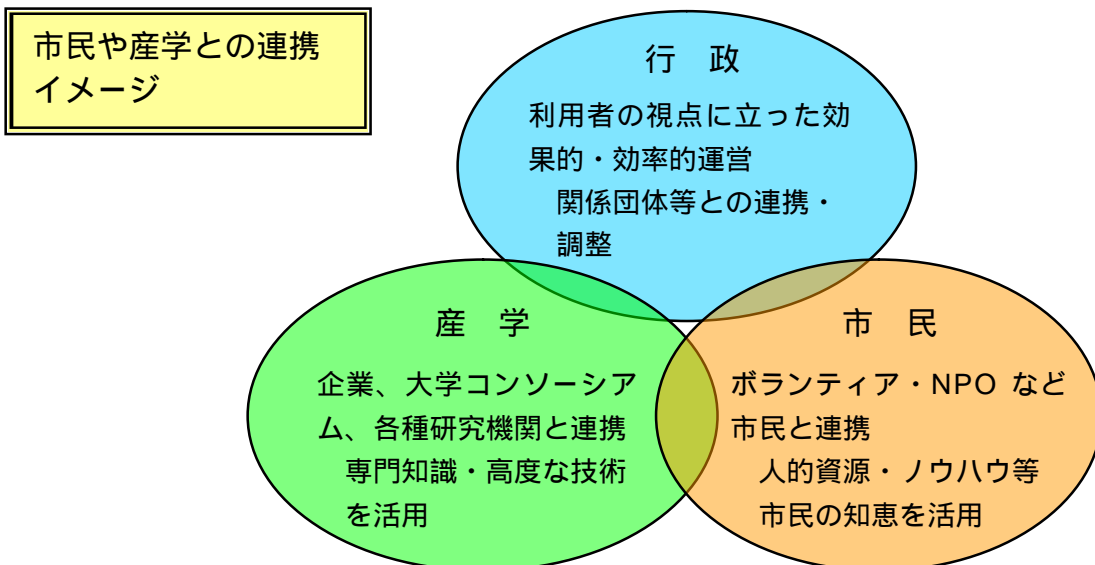 市民や産学との連携
イメージ
行　政
利用者の視点に立った効
果的・効率的運営
関係団体等との連携・
調整
産　学
企業、大学コンソーシア
ム、各種研究機関と連携
専門知識・高度な技術
を活用
市　民
ボランティア・NPO など
市民と連携
人的資源・ノウハウ等
市民の知恵を活用